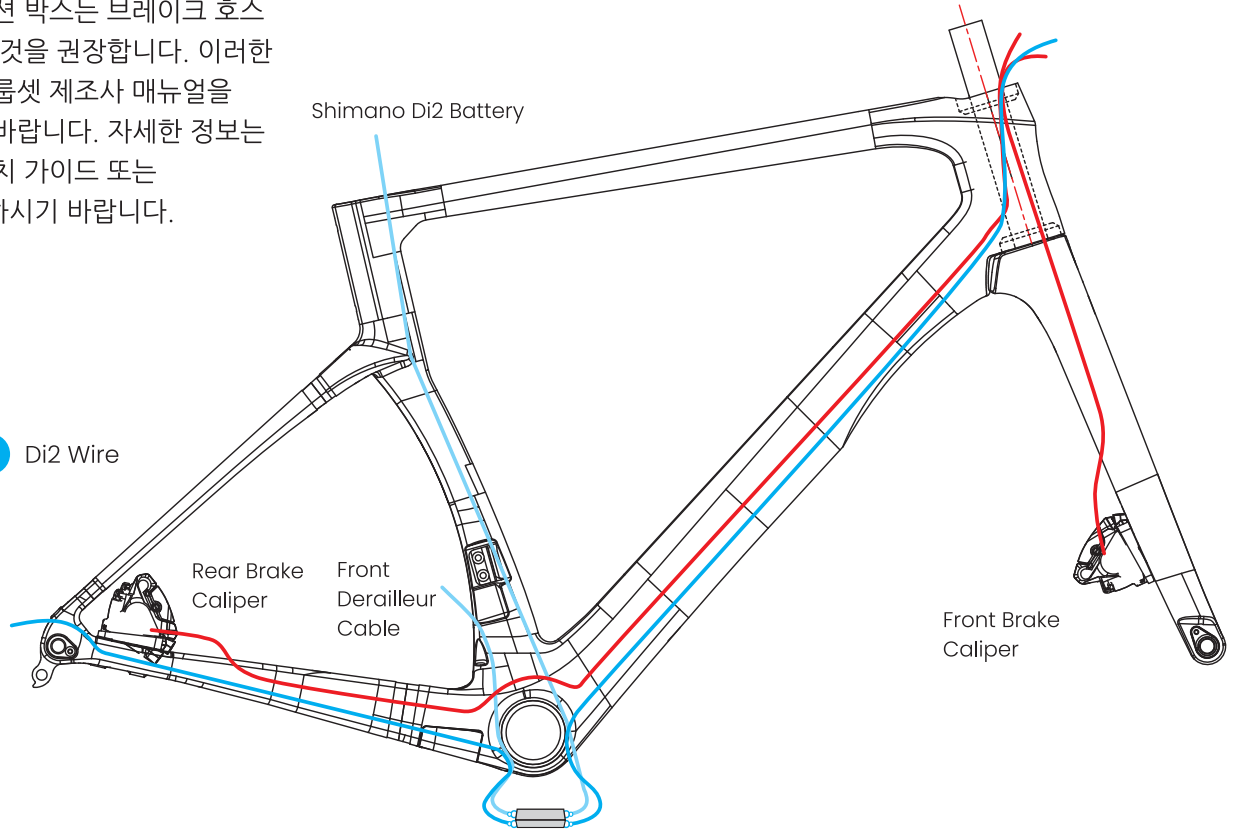 션 박스는 브레이크 호스
것을 권장합니다. 이러한
룹셋 제조사 매뉴얼을
바랍니다. 자세한 정보는
치 가이드 또는
하시기 바랍니다.
Shimano Di2 Battery
Di2 Wire
Rear Brake
Caliper
Front
Derailleur
Cable
Front Brake
Caliper